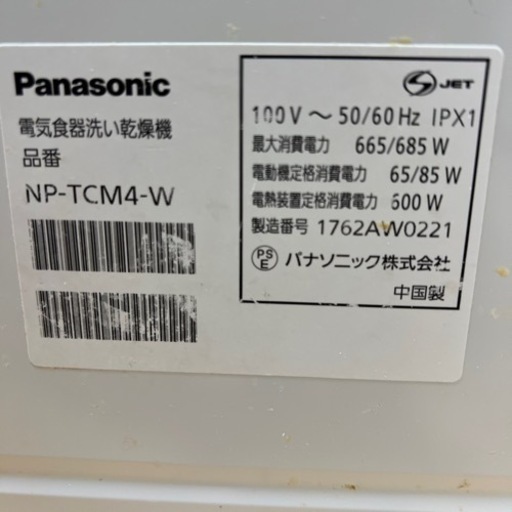 Panasonic
電気食器洗い乾燥機
品番
NP-TCM4-W
S JET
100V～50/60Hz IPX1
最大消費電力 665/685W
電動機定格消費電力 65/85W
電熱装置定格消費電力 600W
製造番号 1762AW0221
PSE パナソニック株式会社
中国製